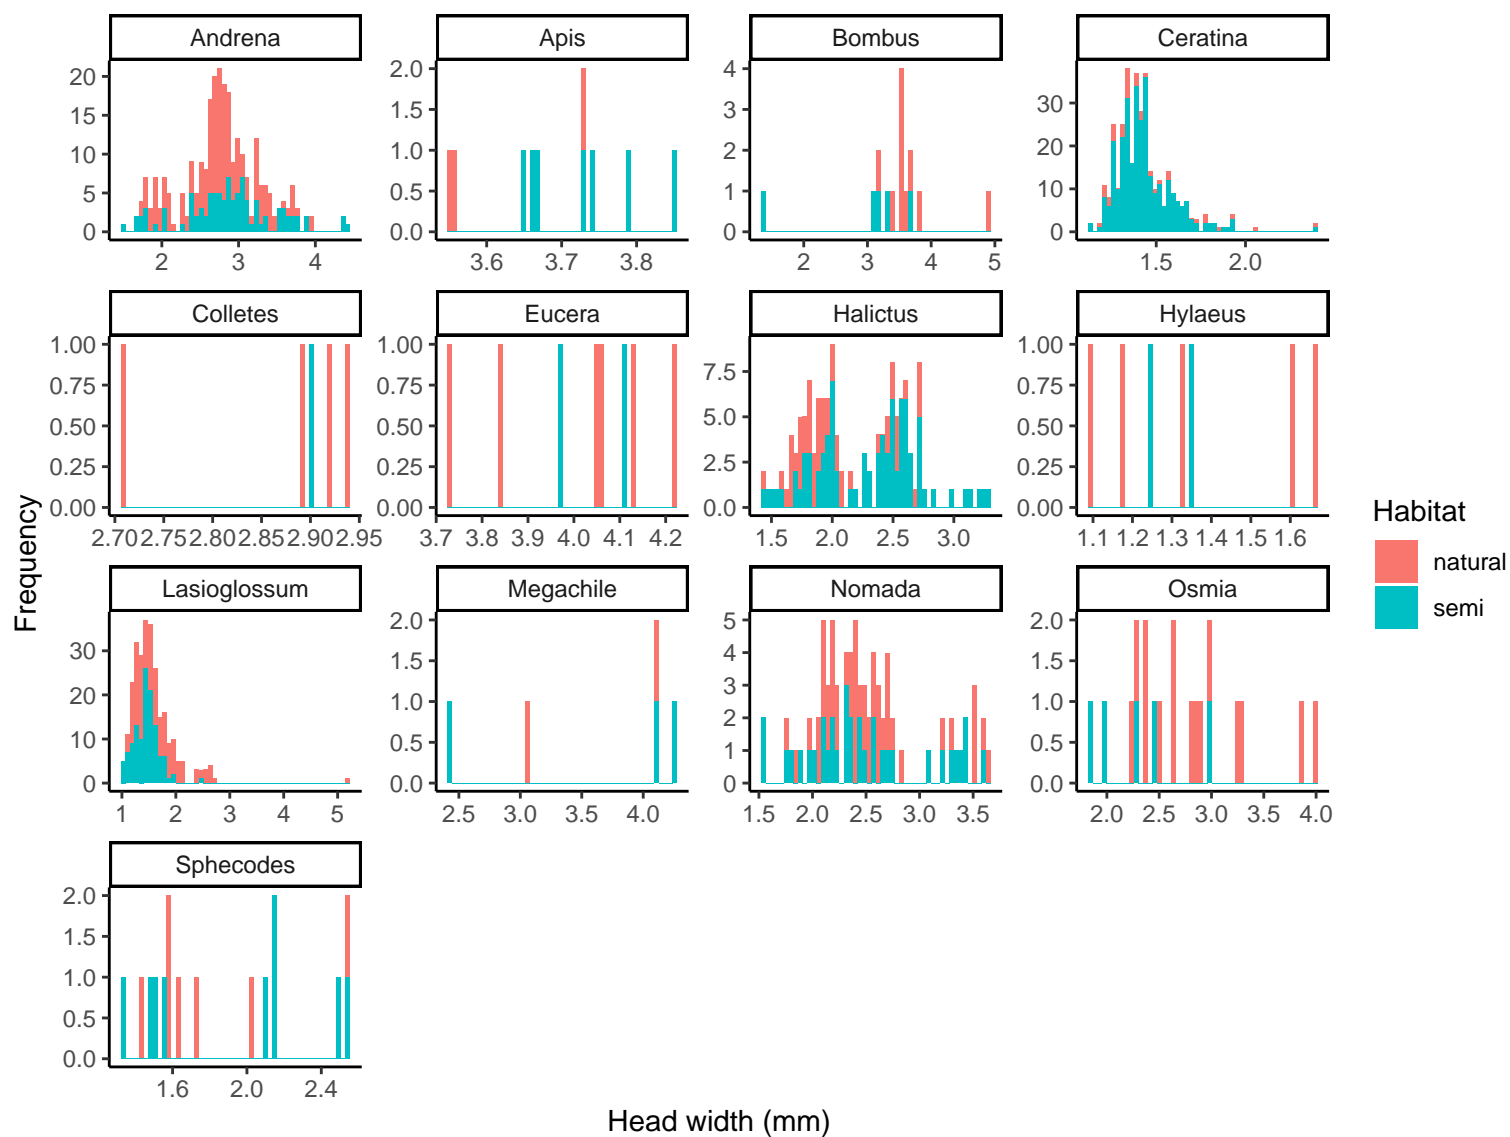 Andrena Apis Bombus Ceratina
20 15 10 5 0
2 3 4
2.0 1.5 1.0 0.5 0.0
3.6 3.7 3.8
4 3 2 1 0
2 3 4 5
30 20 10 0
1.5 2.0
Colletes Eucera Halictus Hylaeus
1.00 0.75 0.50 0.25 0.00
2.70 2.75 2.80 2.85 2.90 2.95
1.00 0.75 0.50 0.25 0.00
3.7 3.8 3.9 4.0 4.1 4.2
7.5 5.0 2.5 0.0
1.5 2.0 2.5 3.0
1.00 0.75 0.50 0.25 0.00
1.1 1.2 1.3 1.4 1.5 1.6
Lasioglossum Megachile Nomada Osmia
30 20 10 0
1 2 3 4 5
2.0 1.5 1.0 0.5 0.0
2.5 3.0 3.5 4.0
5 4 3 2 1 0
1.5 2.0 2.5 3.0 3.5
2.0 1.5 1.0 0.5 0.0
2.0 2.5 3.0 3.5 4.0
Sphecodes
2.0 1.5 1.0 0.5 0.0
1.6 2.0 2.4
Frequency
Head width (mm)
Habitat
natural
semi